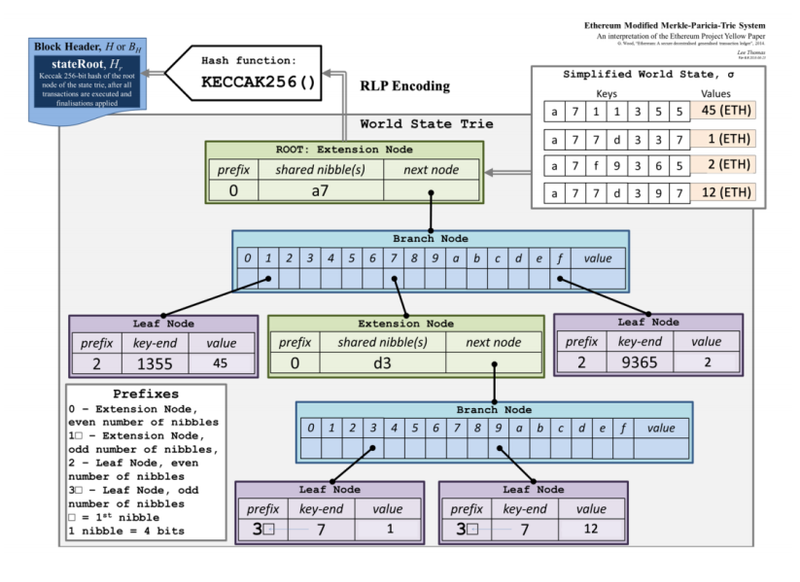 Ethereum Modified Merkle-Paricia-Trie System
An interpretation of the Ethereum Project Yellow Paper
G. Wood, "Ethereum: A secure decentralised generalised transaction ledger", 2014.
Lee Thomas
Block Header, H or B_H
stateRoot, H_r
Keccak 256-bit hash of the root
node of the state trie, after all
transactions are executed and
finalisations applied
Hash function:
KECCAK256()
RLP Encoding
World State Trie
Simplified World State, σ
Keys Values
a 7 1 1 3 5 5 45 (ETH)
a 7 7 d 3 3 7 1 (ETH)
a 7 f 9 3 6 5 2 (ETH)
a 7 7 d 3 9 7 12 (ETH)
ROOT: Extension Node
prefix shared nibble(s) next node
0 a7
Branch Node
0 1 2 3 4 5 6 7 8 9 a b c d e f value
Leaf Node
prefix key-end value
2 1355 45
Extension Node
prefix shared nibble(s) next node
0 d3
Leaf Node
prefix key-end value
2 9365 2
Prefixes
0 - Extension Node,
even number of nibbles
1□ - Extension Node,
odd number of nibbles,
2 - Leaf Node, even
number of nibbles
3□ - Leaf Node, odd
number of nibbles
□ = 1st nibble
1 nibble = 4 bits
Branch Node
0 1 2 3 4 5 6 7 8 9 a b c d e f value
Leaf Node
prefix key-end value
3□ 7 1
Leaf Node
prefix key-end value
3□ 7 12